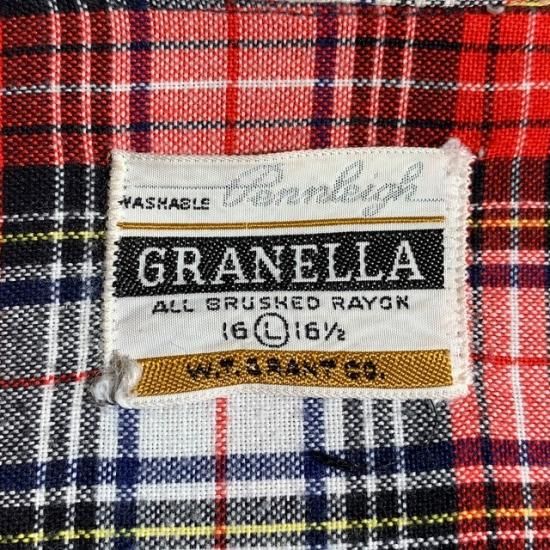 WASHABLE Pennleigh
GRANELLA
ALL BRUSHED RAYON
16 L 16½
W.T. GRANT CO.